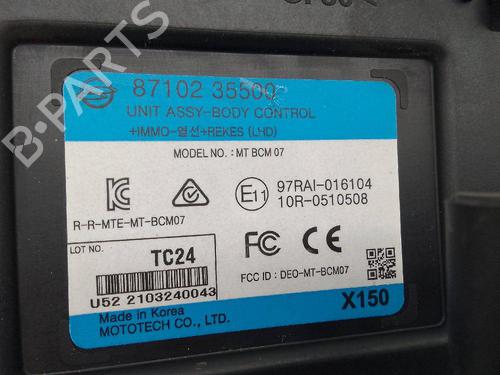 B-PARTS
87102 35500
UNIT ASSY-BODY CONTROL
+IMMO-열선+REKES (LHD)
MODEL NO. : MT BCM 07
R-R-MTE-MT-BCM07
E11
97RAI-016104
10R-0510508
LOT NO.
TC24
U52 2103240043
FC CE
FCC ID : DEO-MT-BCM07
Made in Korea
MOTOTECH CO., LTD.
X150